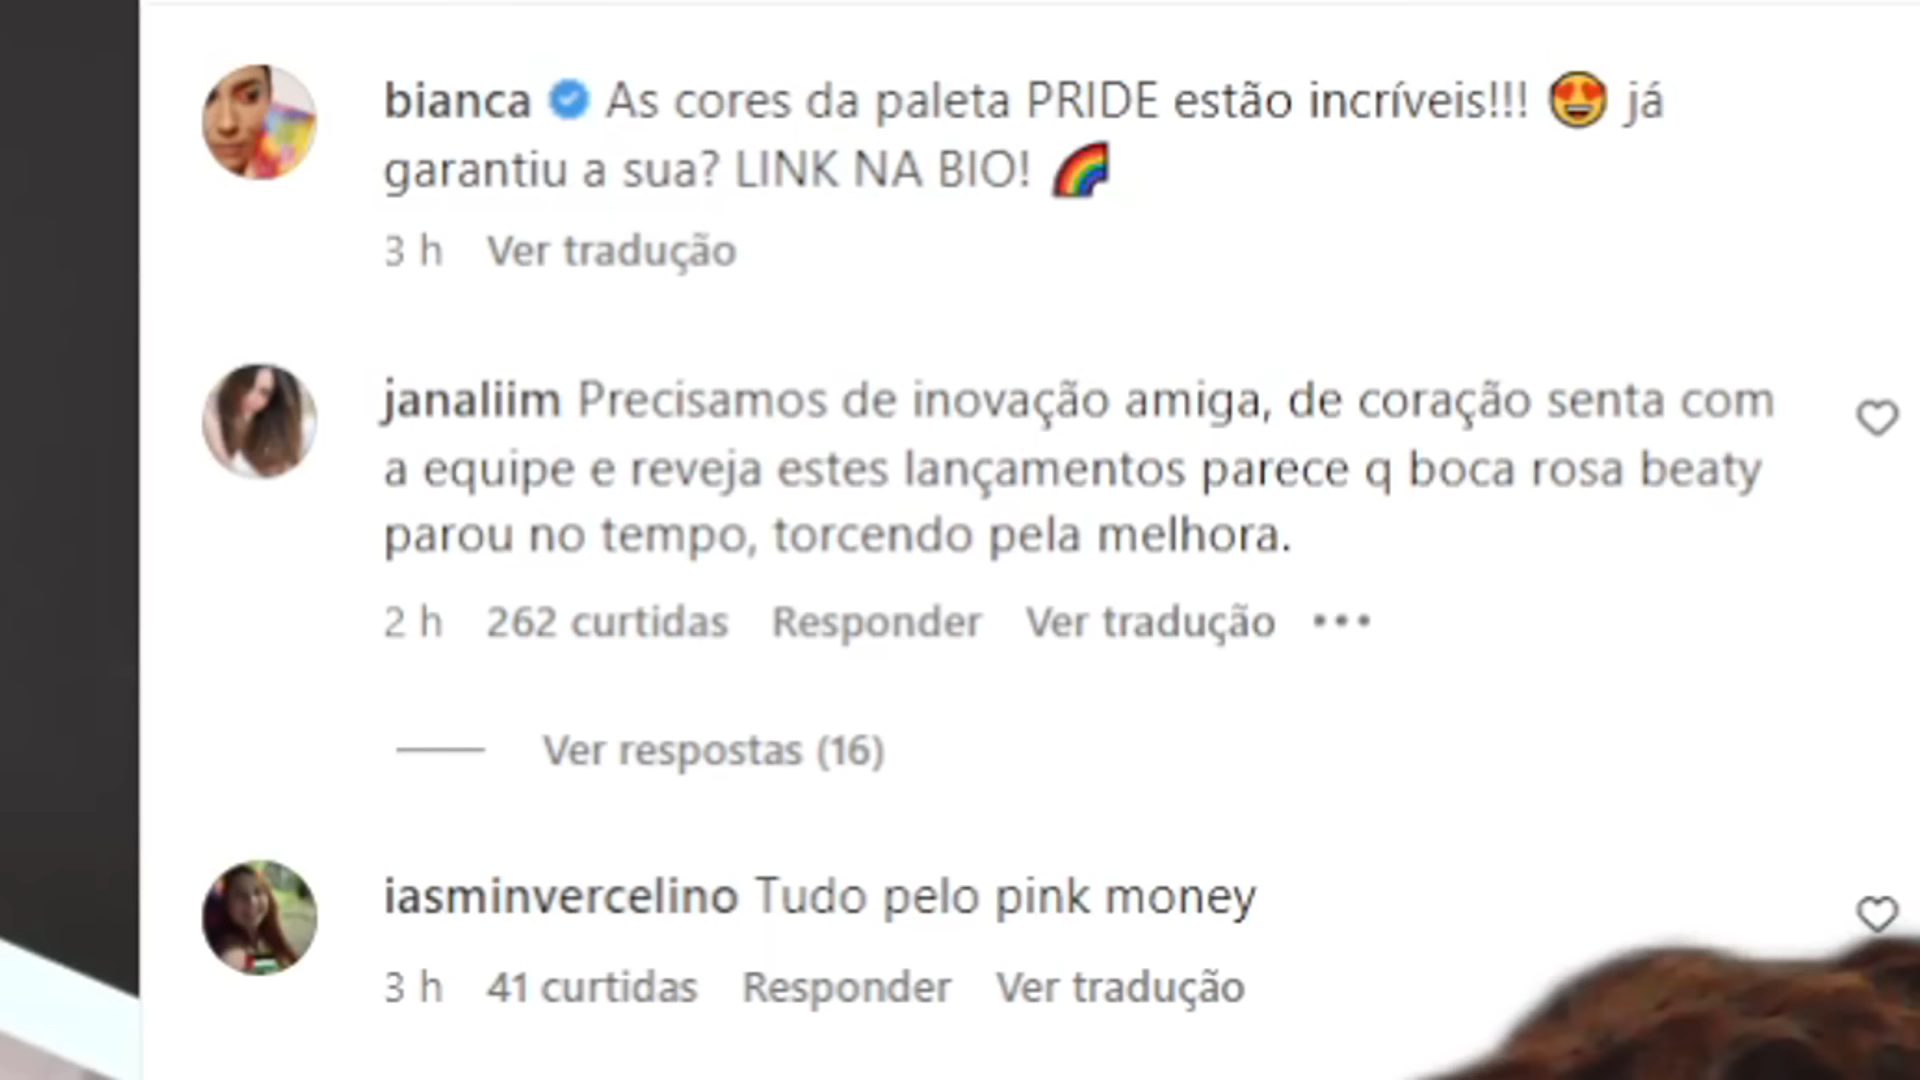 bianca As cores da paleta PRIDE estão incríveis!!! 😍 já
garantiu a sua? LINK NA BIO! 🌈
3 h Ver tradução
janaliim Precisamos de inovação amiga, de coração senta com
a equipe e reveja estes lançamentos parece q boca rosa beaty
parou no tempo, torcendo pela melhora.
2 h 262 curtidas Responder Ver tradução •••
Ver respostas (16)
iasminvercelino Tudo pelo pink money
3 h 41 curtidas Responder Ver tradução